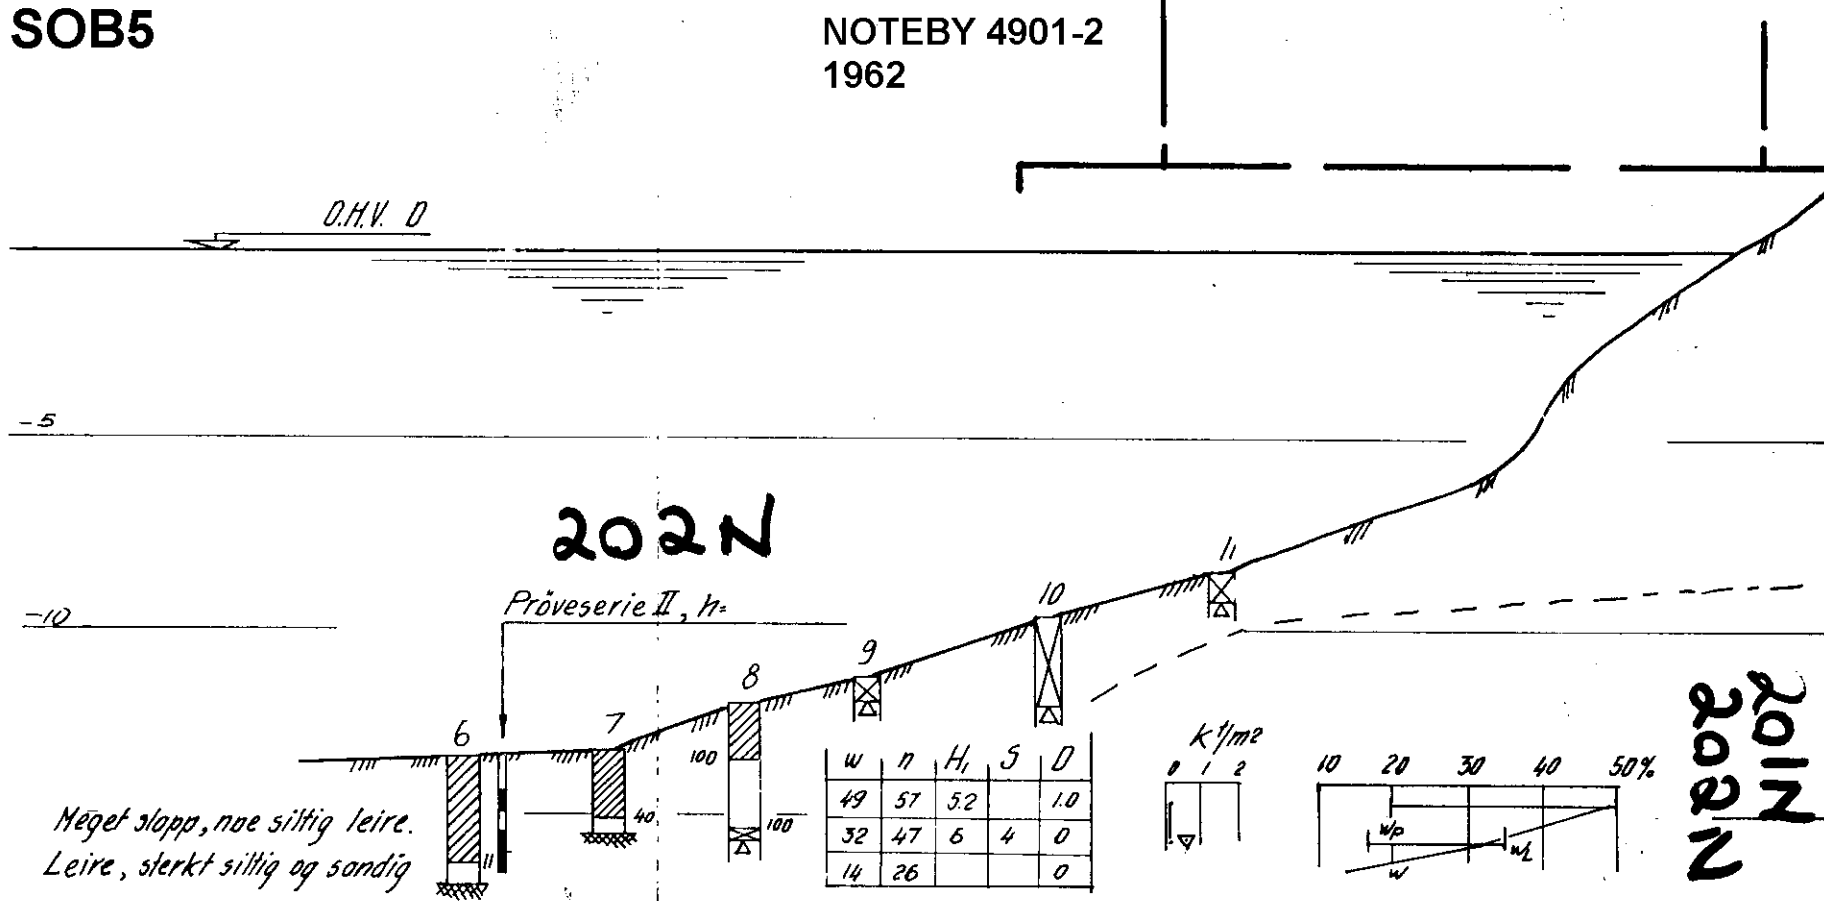 SOB5
NOTEBY 4901-2
1962
O.H.V. D
-5
202N
-10
Pröveserie II, h=
6 7 8 9 10 11
100
100
40
11
Meget slopp, noe siltig leire.
Leire, sterkt siltig og sandig
w n H₁ S D
49 57 5.2 1.0
32 47 6 4 0
14 26 0
k t/m2
0 1 2
10 20 30 40 50%
wp
wL
w
201N
202N